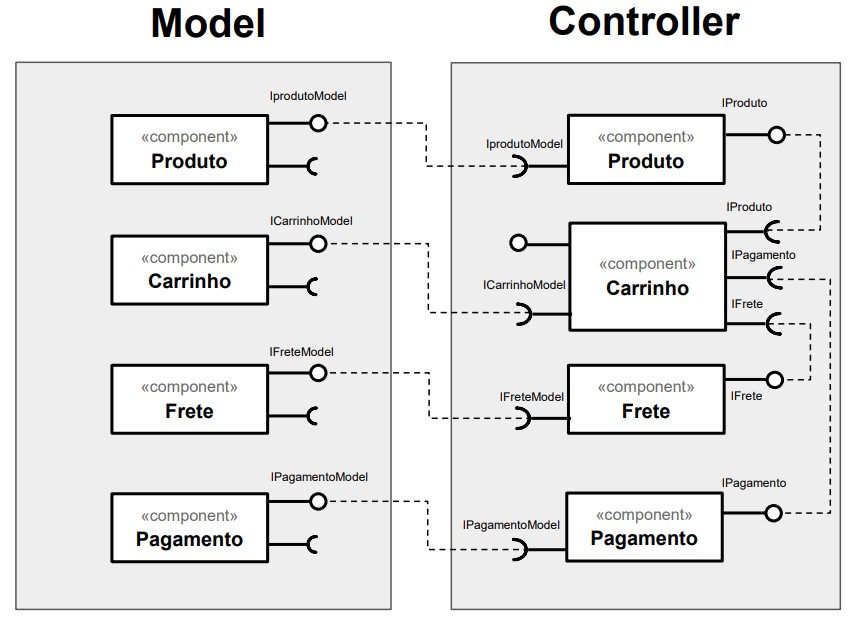 Model
IprodutoModel
«component»
Produto
ICarrinhoModel
«component»
Carrinho
IFreteModel
«component»
Frete
IPagamentoModel
«component»
Pagamento
Controller
IProduto
IprodutoModel
«component»
Produto
IProduto
IPagamento
ICarrinhoModel
«component»
Carrinho
IFrete
IFreteModel
«component»
Frete
IFrete
IPagamento
IPagamentoModel
«component»
Pagamento